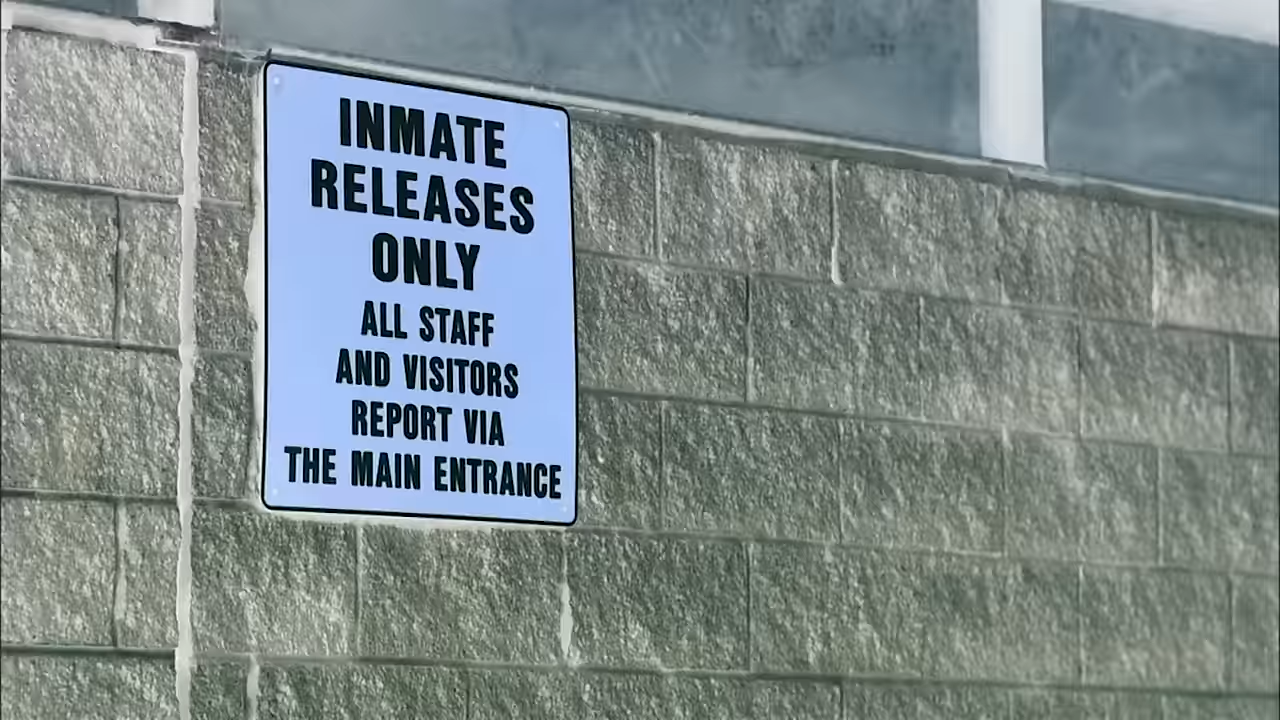 INMATE
RELEASES
ONLY
ALL STAFF
AND VISITORS
REPORT VIA
THE MAIN ENTRANCE